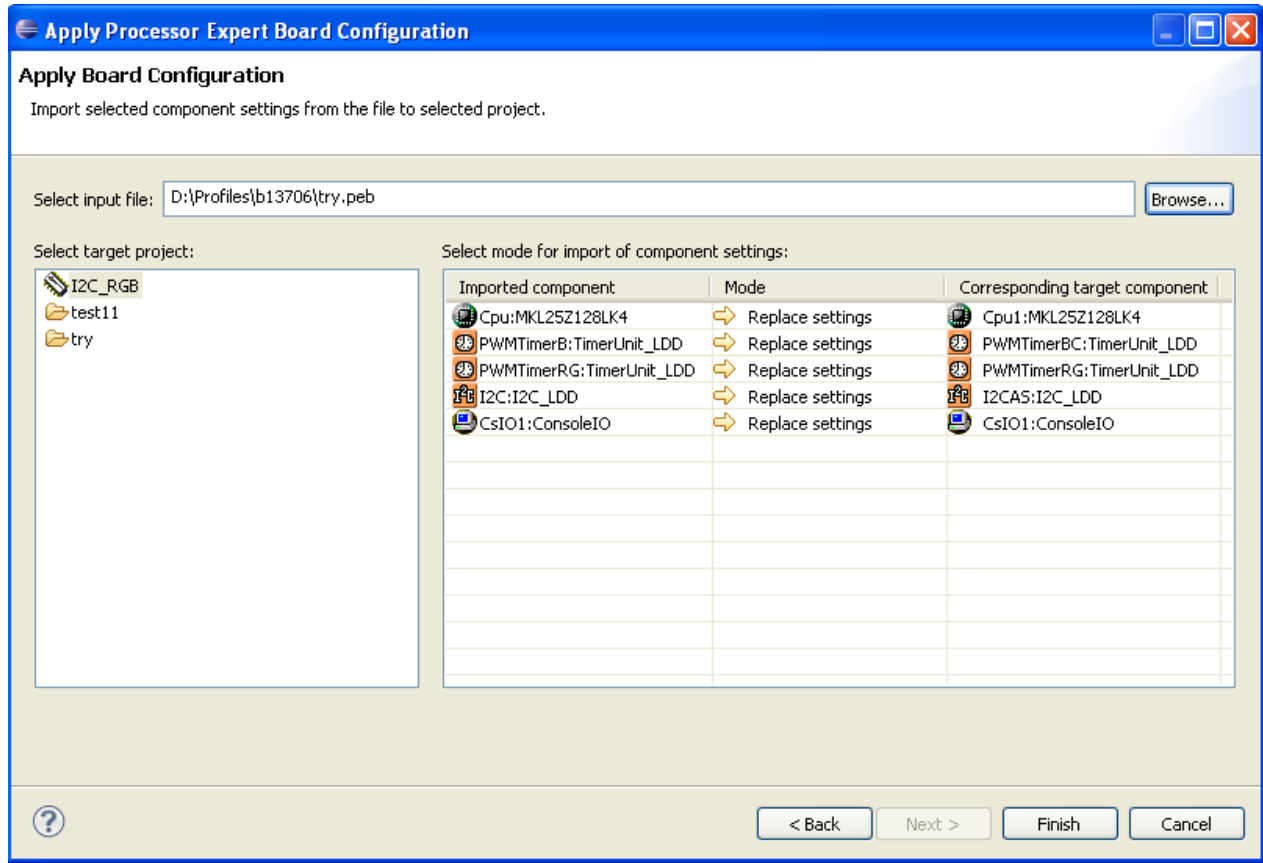 Apply Processor Expert Board Configuration
Apply Board Configuration
Import selected component settings from the file to selected project.
Select input file: D:\Profiles\b13706\try.peb Browse...
Select target project:
I2C_RGB
test11
try
Select mode for import of component settings:
Imported component Mode Corresponding target component
Cpu:MKL25Z128LK4 Replace settings Cpu1:MKL25Z128LK4
PWMTimerB:TimerUnit_LDD Replace settings PWMTimerBC:TimerUnit_LDD
PWMTimerRG:TimerUnit_LDD Replace settings PWMTimerRG:TimerUnit_LDD
I2C:I2C_LDD Replace settings I2CAS:I2C_LDD
CsIO1:ConsoleIO Replace settings CsIO1:ConsoleIO
< Back Next > Finish Cancel